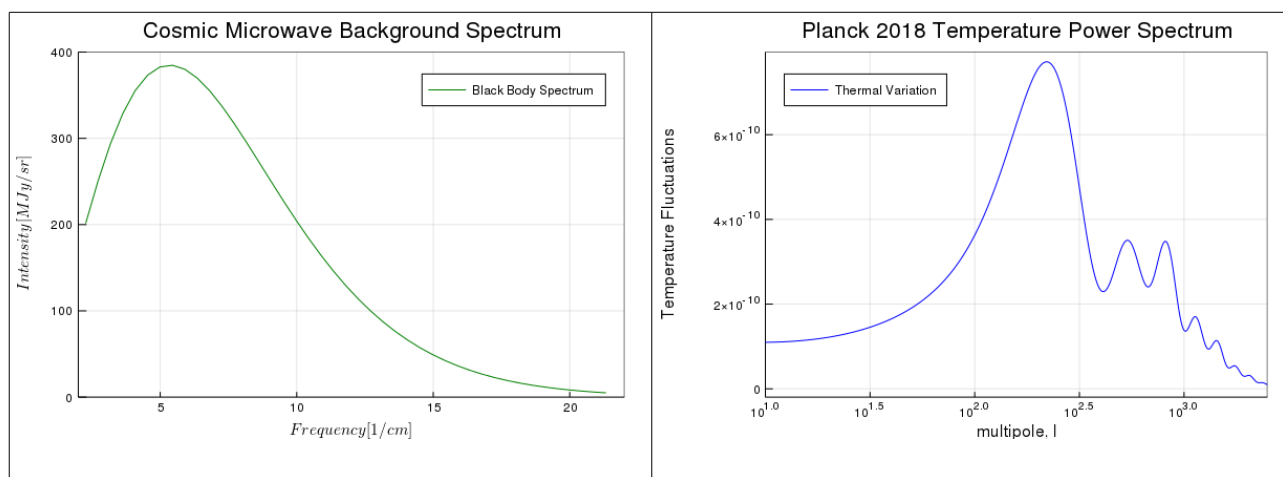 Cosmic Microwave Background Spectrum
400
300
200
100
0
Intensity[MJy/sr]
Black Body Spectrum
5
10
15
20
Frequency[1/cm]
Planck 2018 Temperature Power Spectrum
Temperature Fluctuations
6×10⁻¹⁰
4×10⁻¹⁰
2×10⁻¹⁰
0
Thermal Variation
10¹·⁰
10¹·⁵
10²·⁰
10²·⁵
10³·⁰
multipole, l